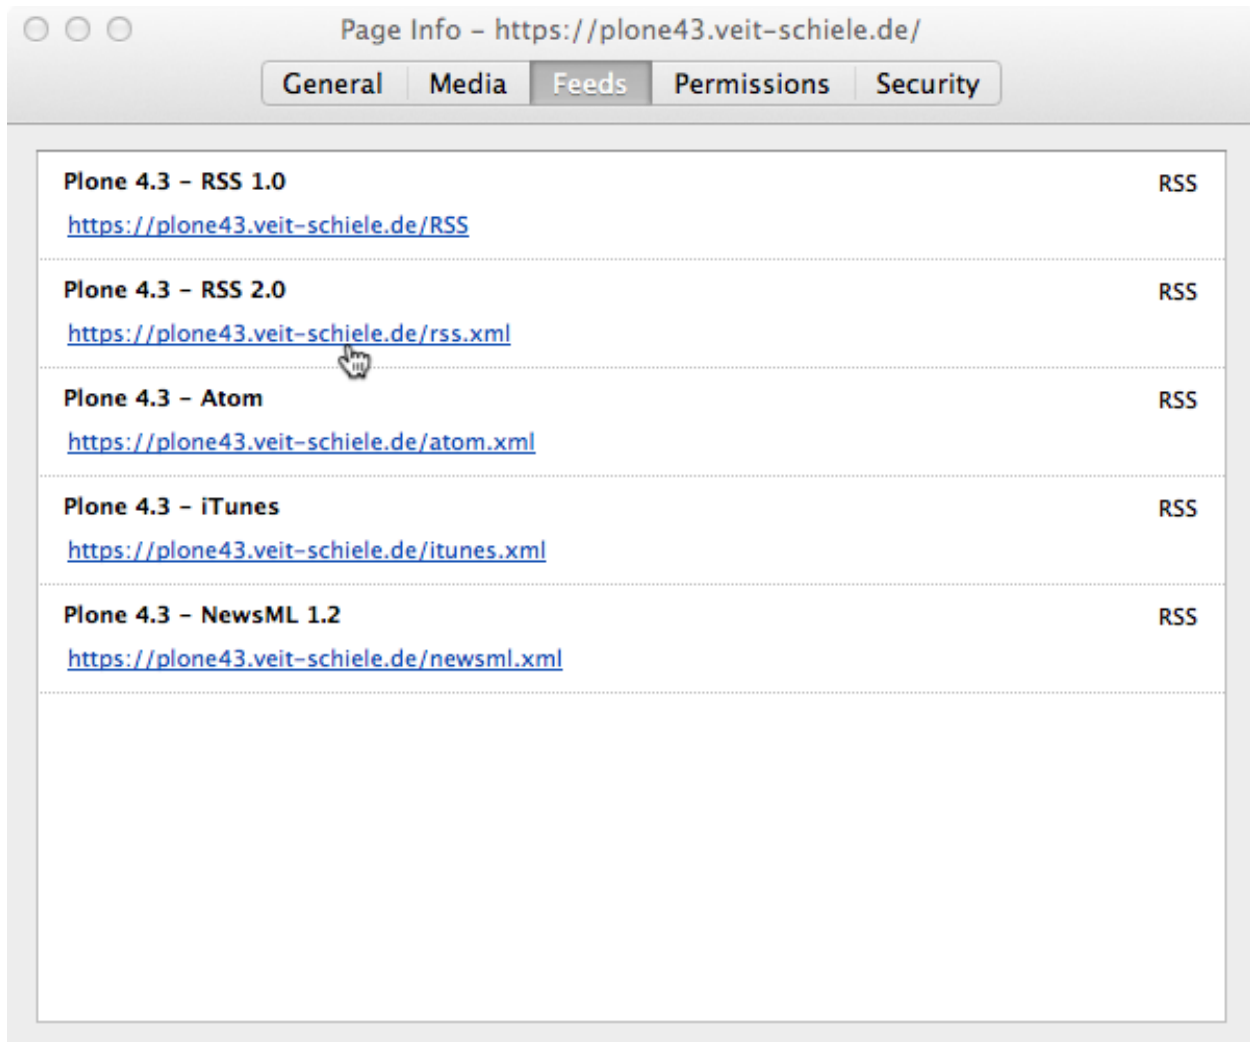 Page Info – https://plone43.veit-schiele.de/
General Media Feeds Permissions Security
Plone 4.3 – RSS 1.0 RSS
https://plone43.veit-schiele.de/RSS
Plone 4.3 – RSS 2.0 RSS
https://plone43.veit-schiele.de/rss.xml
Plone 4.3 – Atom RSS
https://plone43.veit-schiele.de/atom.xml
Plone 4.3 – iTunes RSS
https://plone43.veit-schiele.de/itunes.xml
Plone 4.3 – NewsML 1.2 RSS
https://plone43.veit-schiele.de/newsml.xml